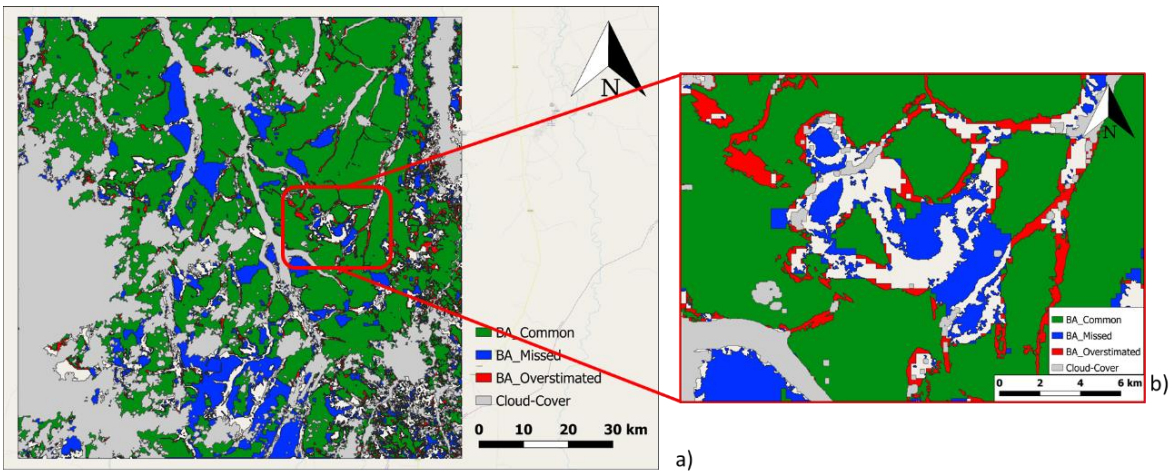 N
BA_Common
BA_Missed
BA_Overstimated
Cloud-Cover
0 10 20 30 km
a)
N
BA_Common
BA_Missed
BA_Overstimated
Cloud-Cover
0 2 4 6 km
b)